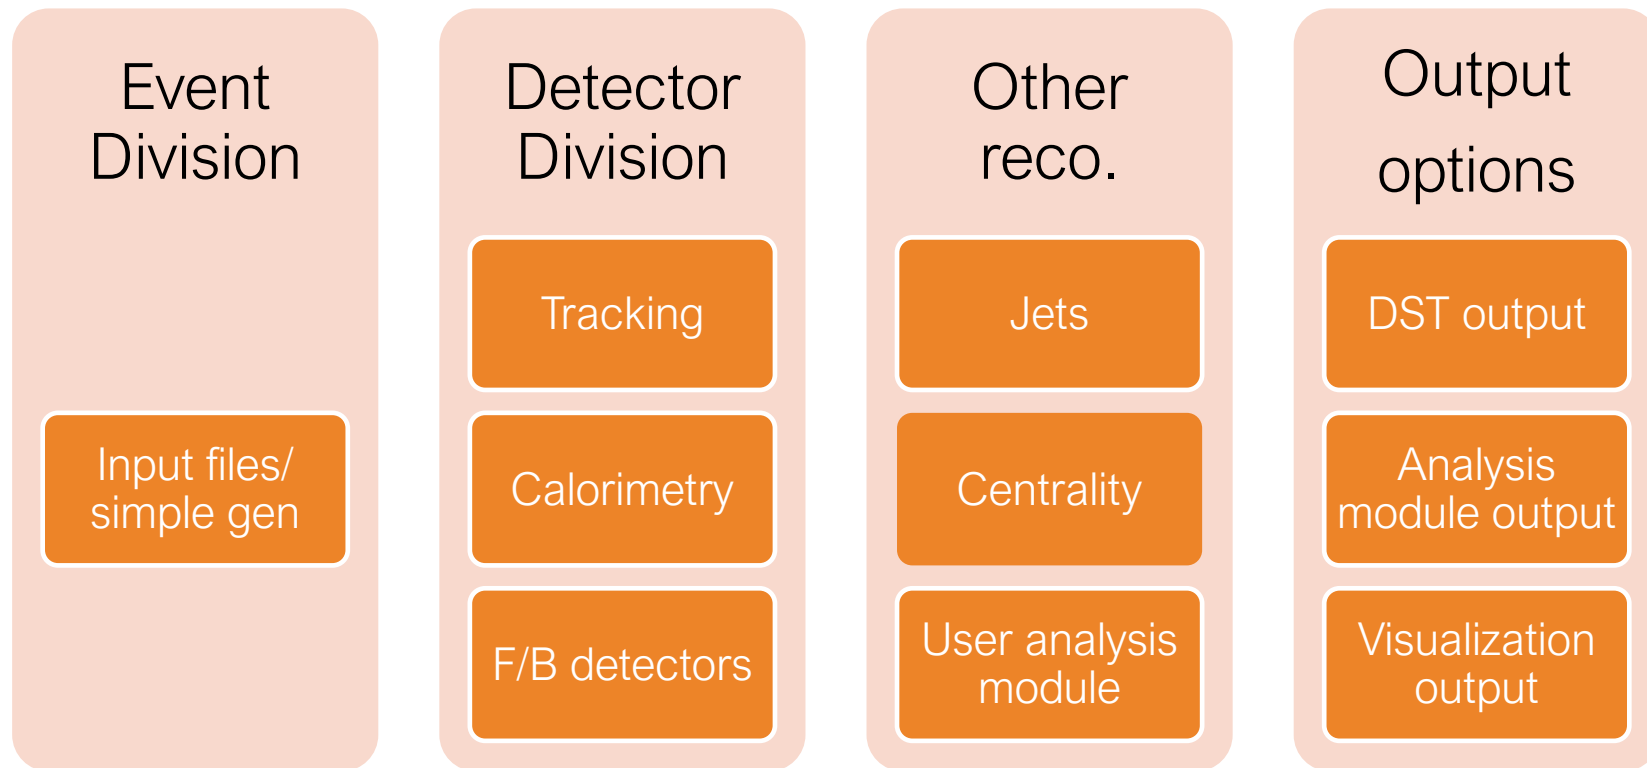 Event
Division
Input files/
simple gen
Detector
Division
Tracking
Calorimetry
F/B detectors
Other
reco.
Jets
Centrality
User analysis
module
Output
options
DST output
Analysis
module output
Visualization
output